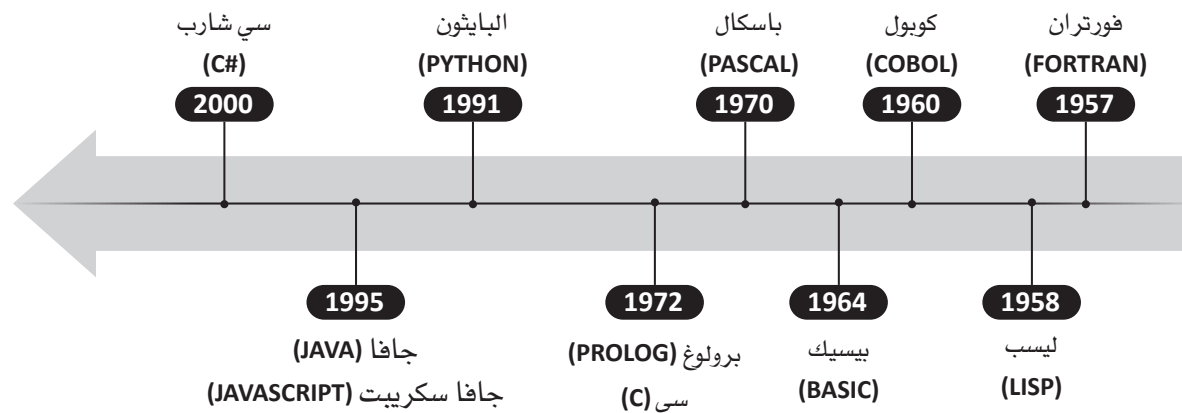 فورتران
(FORTRAN)
1957
كوبول
(COBOL)
1960
باسكال
(PASCAL)
1970
البايثون
(PYTHON)
1991
سي شارب
(C#)
2000
1958
ليسب
(LISP)
1964
بيسيك
(BASIC)
1972
برولوغ (PROLOG)
سي (C)
1995
جافا (JAVA)
جافا سكريبت (JAVASCRIPT)